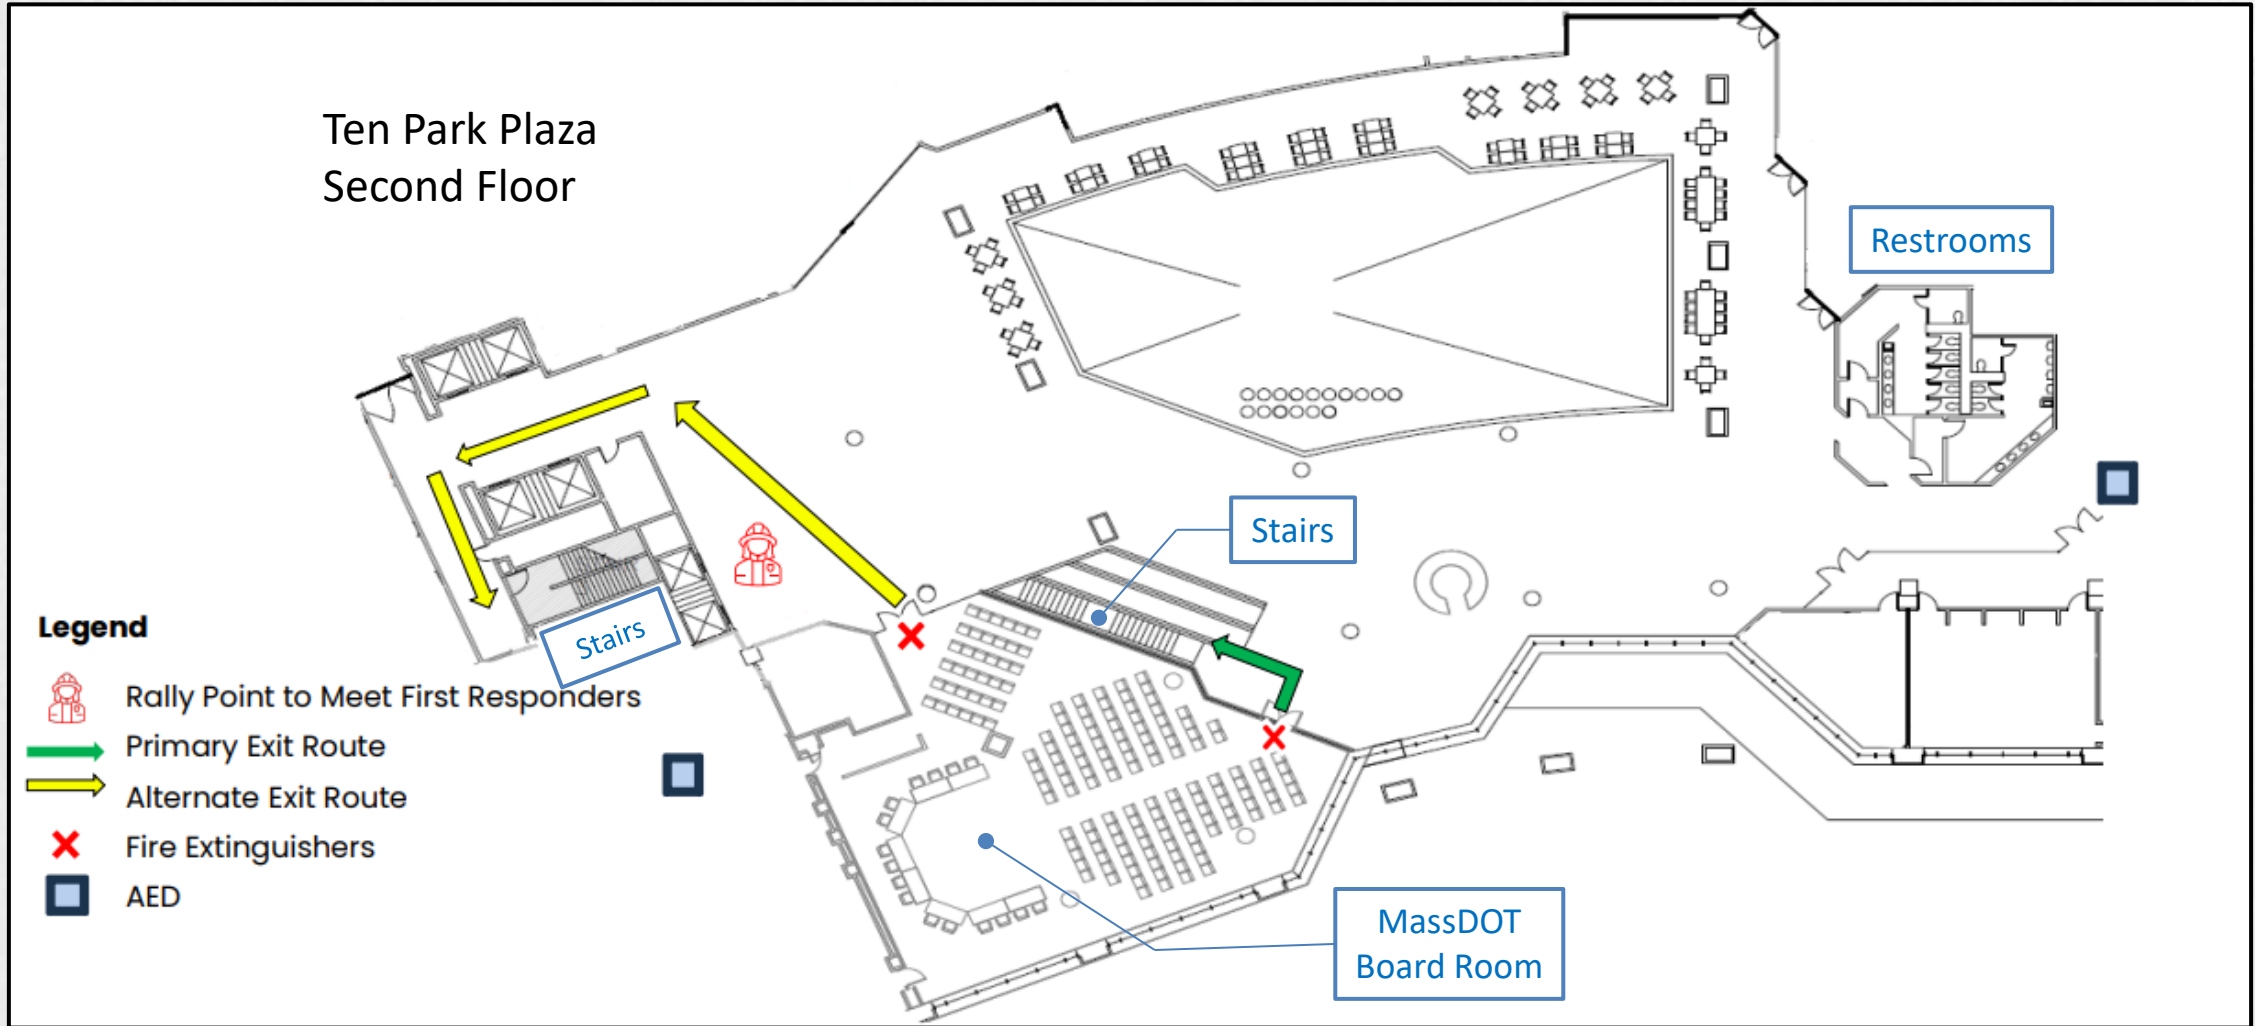 Ten Park Plaza
Second Floor
Restrooms
Stairs
Stairs
Legend
Rally Point to Meet First Responders
Primary Exit Route
Alternate Exit Route
Fire Extinguishers
AED
MassDOT
Board Room